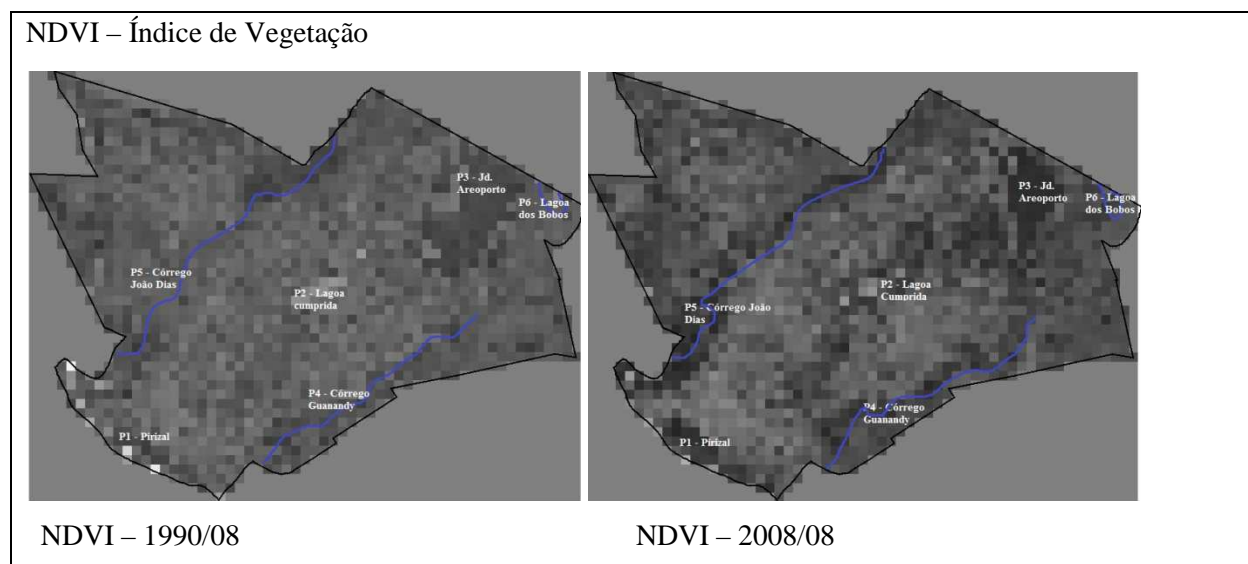 NDVI – Índice de Vegetação
P3 - Jd.
Areoporto
P6 - Lagoa
dos Bobos
P5 - Córrego
João Dias
P2 - Lagoa
cumprida
P4 - Córrego
Guanandy
P1 - Pirizal
P3 - Jd.
Areoporto
P6 - Lagoa
dos Bobos
P2 - Lagoa
Cumprida
P5 - Córrego João
Dias
P4 - Córrego
Guanandy
P1 - Pirizal
NDVI – 1990/08
NDVI – 2008/08